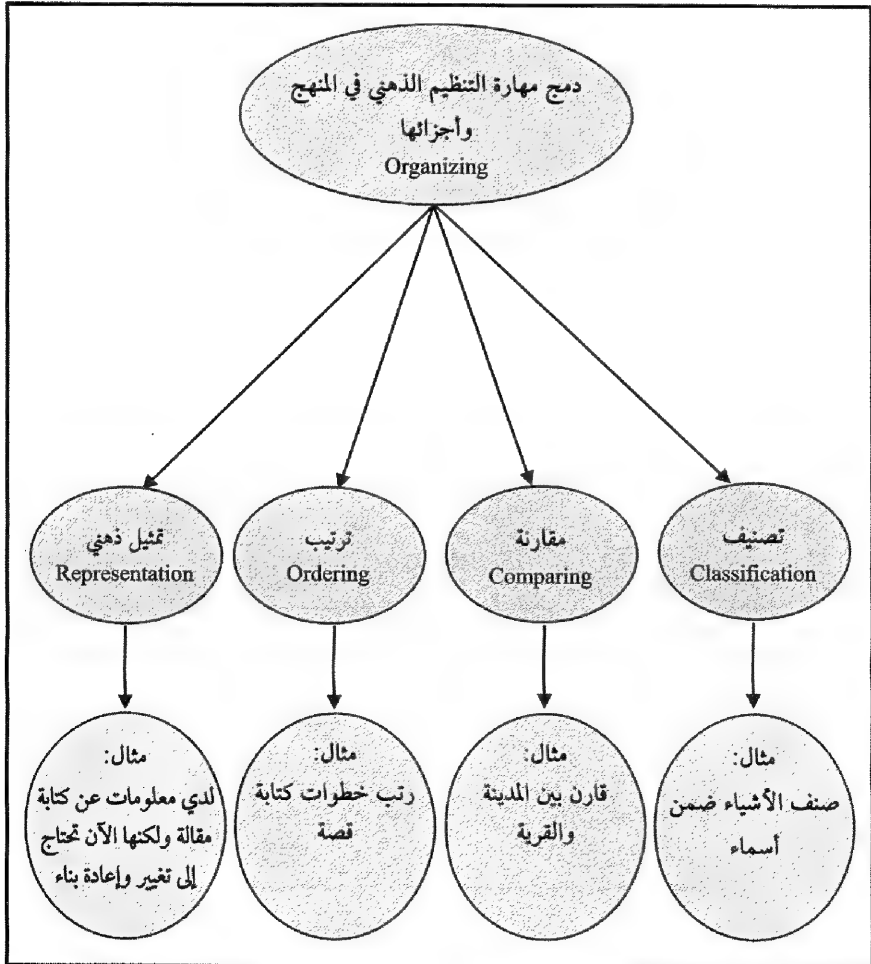 دمج مهارة التنظيم الذهني في المنهج
وأجزائها
Organizing
تصنيف
Classification
مقارنة
Comparing
ترتيب
Ordering
تمثيل ذهني
Representation
مثال:
صنف الأشياء ضمن
أسماء
مثال:
قارن بين المدينة
والقرية
مثال:
رتب خطوات كتابة
قصة
مثال:
لدي معلومات عن كتابة
مقالة ولكنها الآن تحتاج
إلى تغيير وإعادة بناء